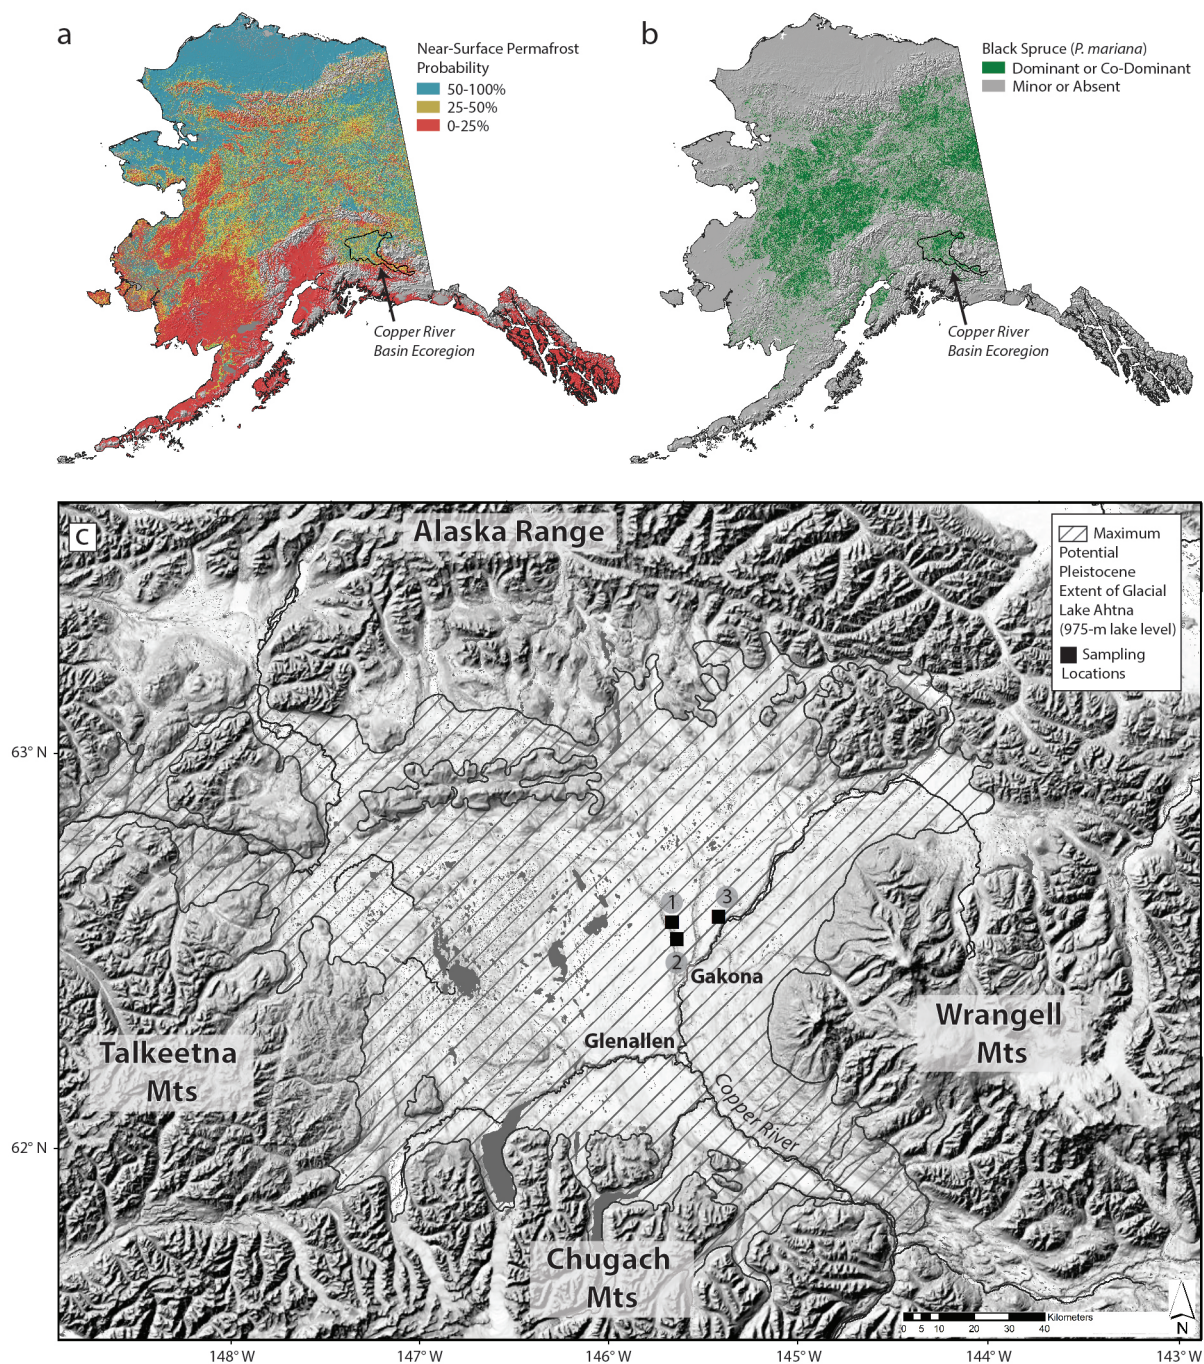 a
Near-Surface Permafrost
Probability
50-100%
25-50%
0-25%
Copper River
Basin Ecoregion
b
Black Spruce (P. mariana)
Dominant or Co-Dominant
Minor or Absent
Copper River
Basin Ecoregion
C
Alaska Range
Maximum
Potential
Pleistocene
Extent of Glacial
Lake Ahtna
(975-m lake level)
Sampling
Locations
63° N
1
3
2
Gakona
Glenallen
Talkeetna
Mts
Wrangell
Mts
Copper River
62° N
Chugach
Mts
Kilometers
0 5 10 20 30 40
N
148°W
147°W
146°W
145°W
144°W
143°W